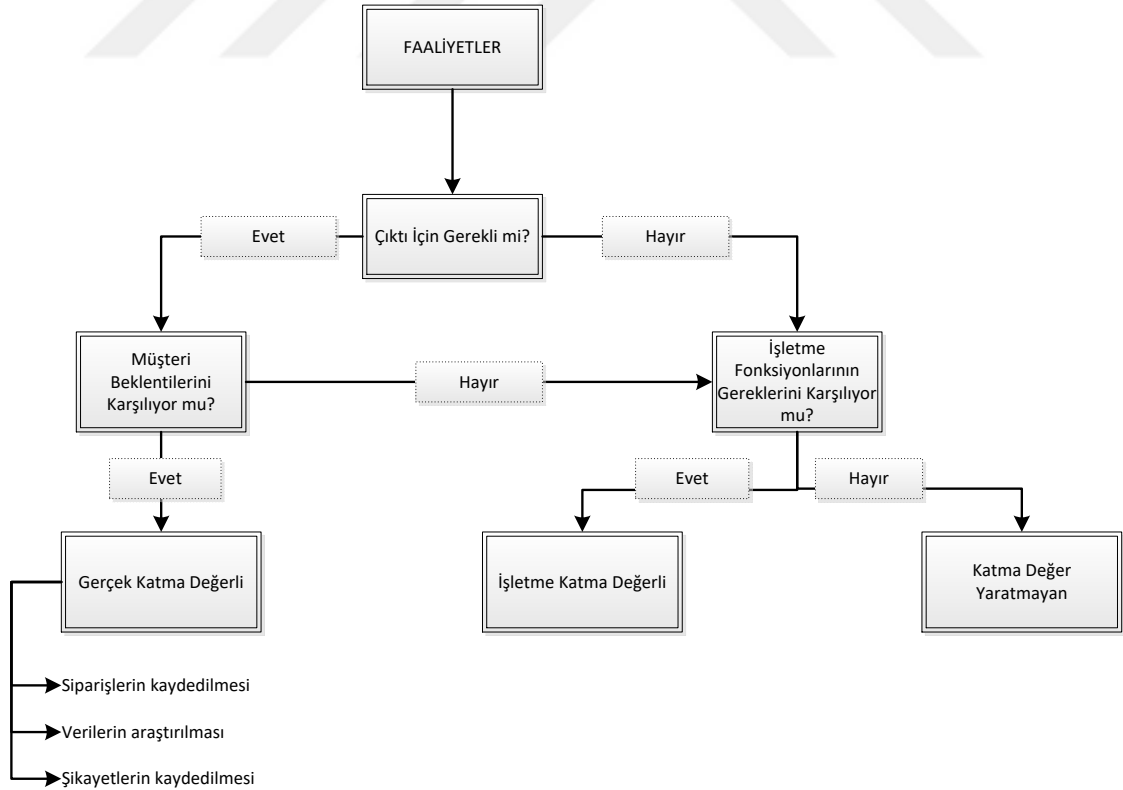 FAALİYETLER
Evet
Çıktı İçin Gerekli mi?
Hayır
Müşteri
Beklentilerini
Karşılıyor mu?
Hayır
İşletme
Fonksiyonlarının
Gereklerini Karşılıyor
mu?
Evet
Evet
Hayır
Gerçek Katma Değerli
İşletme Katma Değerli
Katma Değer
Yaratmayan
Siparişlerin kaydedilmesi
Verilerin araştırılması
Şikayetlerin kaydedilmesi